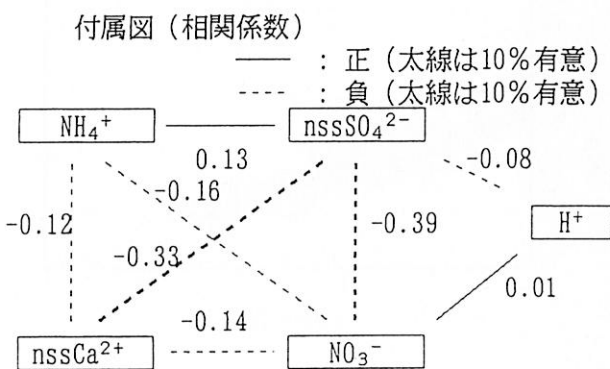 付属図（相関係数）
：正（太線は10％有意）
：負（太線は10％有意）
NH₄⁺
nssSO₄²⁻
0.13
-0.08
-0.16
-0.12
-0.39
H⁺
-0.33
0.01
-0.14
nssCa²⁺
NO₃⁻